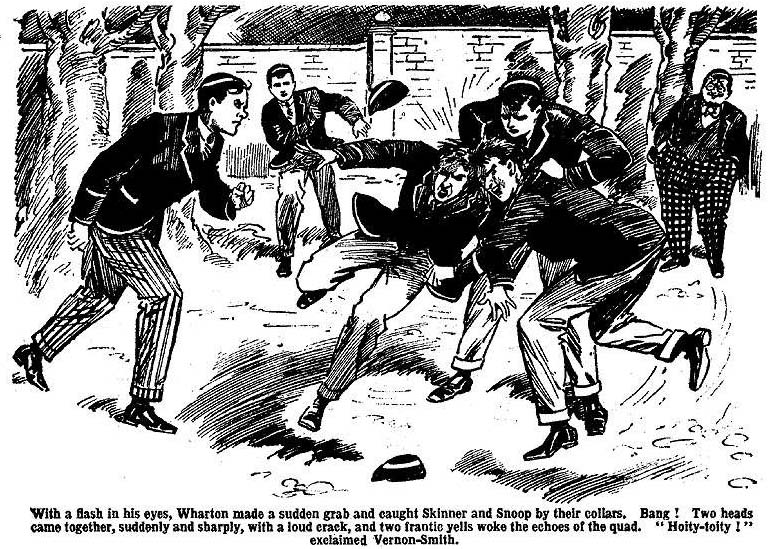 With a flash in his eyes, Wharton made a sudden grab and caught Skinner and Snoop by their collars. Bang ! Two heads
came together, suddenly and sharply, with a loud crack, and two frantic yells woke the echoes of the quad. " Hoity-toity ! "
exclaimed Vernon-Smith.